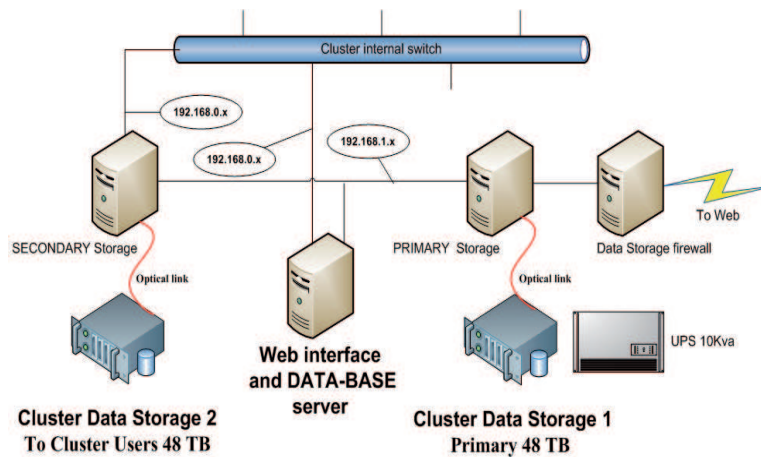 Cluster internal switch
192.168.0.x
192.168.0.x
192.168.1.x
To Web
SECONDARY Storage
PRIMARY Storage
Data Storage firewall
Optical link
Optical link
UPS 10Kva
Web interface
and DATA-BASE
server
Cluster Data Storage 2
To Cluster Users 48 TB
Cluster Data Storage 1
Primary 48 TB